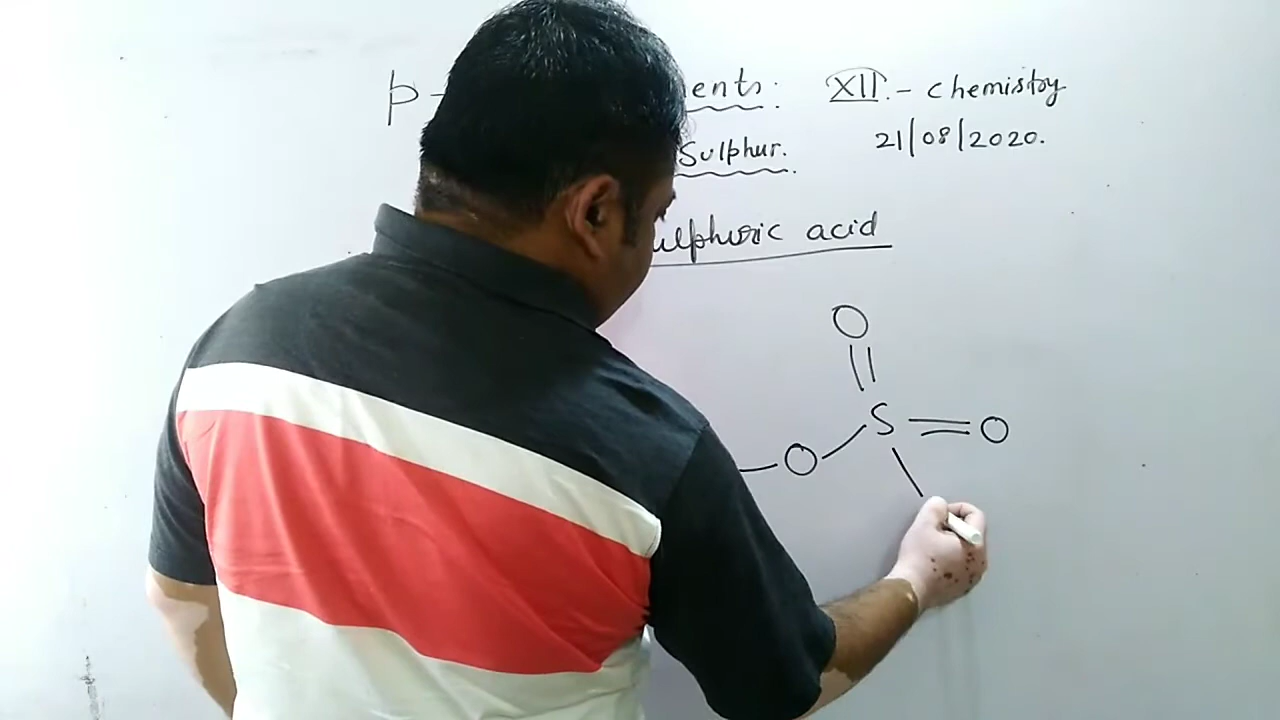 p- ents: XII.- chemistry
Sulphur. 21/08/2020.
ulphuric acid
O
S O
O